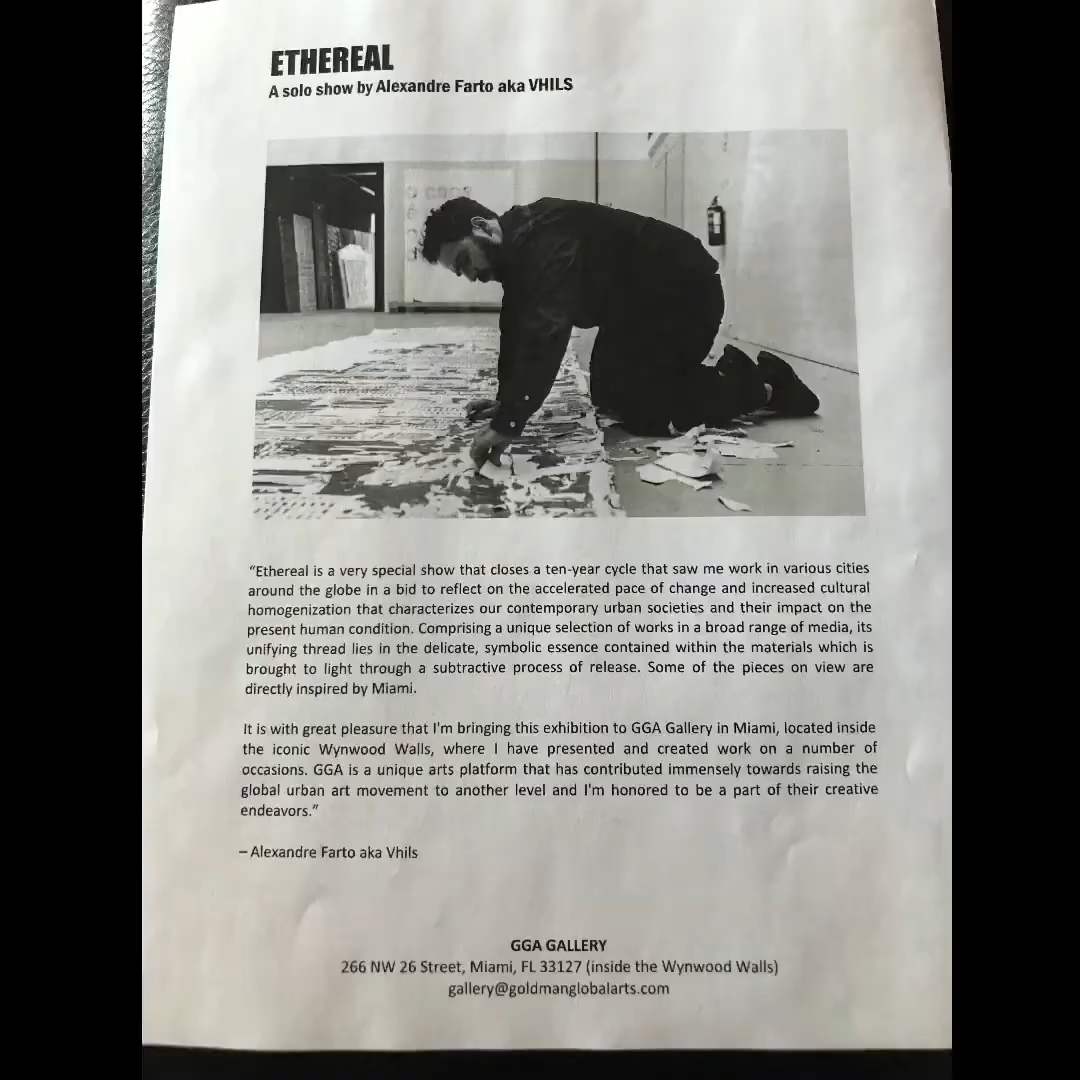 ETHEREAL
A solo show by Alexandre Farto aka VHILS
“Ethereal is a very special show that closes a ten-year cycle that saw me work in various cities
around the globe in a bid to reflect on the accelerated pace of change and increased cultural
homogenization that characterizes our contemporary urban societies and their impact on the
present human condition. Comprising a unique selection of works in a broad range of media, its
unifying thread lies in the delicate, symbolic essence contained within the materials which is
brought to light through a subtractive process of release. Some of the pieces on view are
directly inspired by Miami.
It is with great pleasure that I'm bringing this exhibition to GGA Gallery in Miami, located inside
the iconic Wynwood Walls, where I have presented and created work on a number of
occasions. GGA is a unique arts platform that has contributed immensely towards raising the
global urban art movement to another level and I'm honored to be a part of their creative
endeavors.”
– Alexandre Farto aka Vhils
GGA GALLERY
266 NW 26 Street, Miami, FL 33127 (inside the Wynwood Walls)
gallery@goldmanglobalarts.com